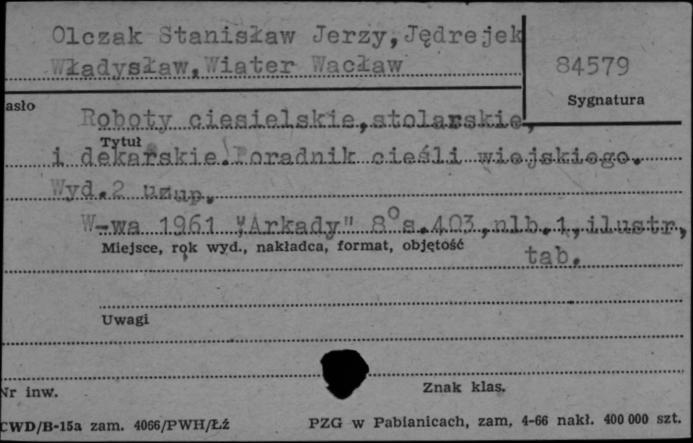 Olczak Stanisław Jerzy, Jędrejek
Władysław, Wiater Wacław
84579
asło
Sygnatura
Roboty ciesielskie, stolarskie,
Tytuł
i dekarskie. Poradnik cieśli wiejskiego.
Wyd. 2 uzup.
W-wa 1961 "Arkady" 8° s. 403, nlb. 1, ilustr,
Miejsce, rok wyd., nakładca, format, objętość
tab.
Uwagi
Nr inw.
Znak klas.
CWD/B-15a zam. 4066/PWH/Łź
PZG w Pabianicach, zam, 4-66 nakł. 400 000 szt.